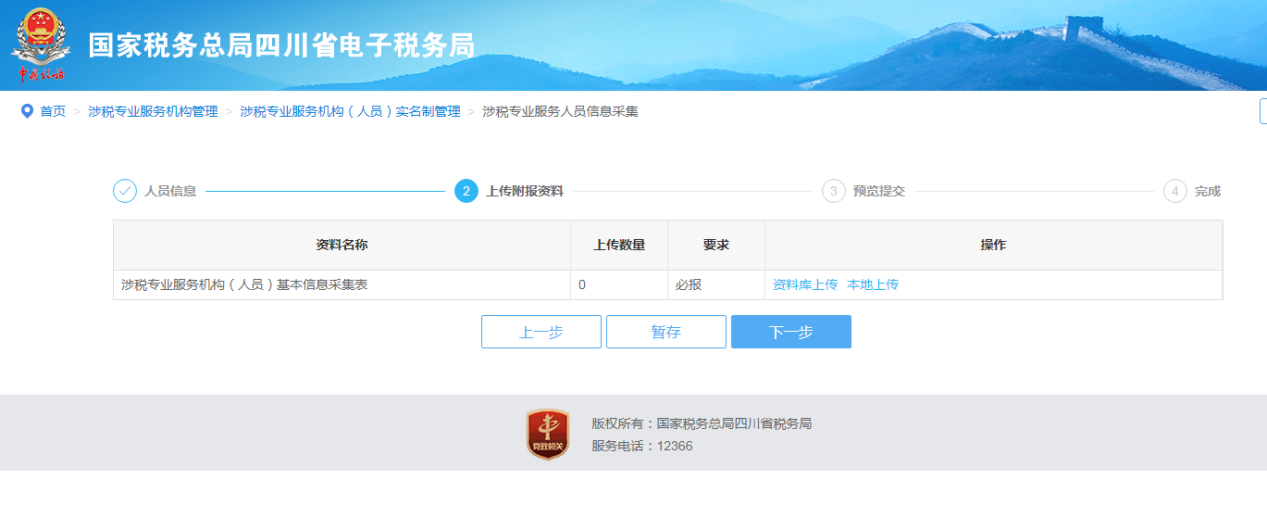 国家税务总局四川省电子税务局
中国税务
首页 > 涉税专业服务机构管理 > 涉税专业服务机构（人员）实名制管理 > 涉税专业服务人员信息采集
人员信息 2 上传附报资料 3 预览提交 4 完成
资料名称 上传数量 要求 操作
涉税专业服务机构（人员）基本信息采集表 0 必报 资料库上传 本地上传
上一步 暂存 下一步
党政机关
版权所有：国家税务总局四川省税务局
服务电话：12366